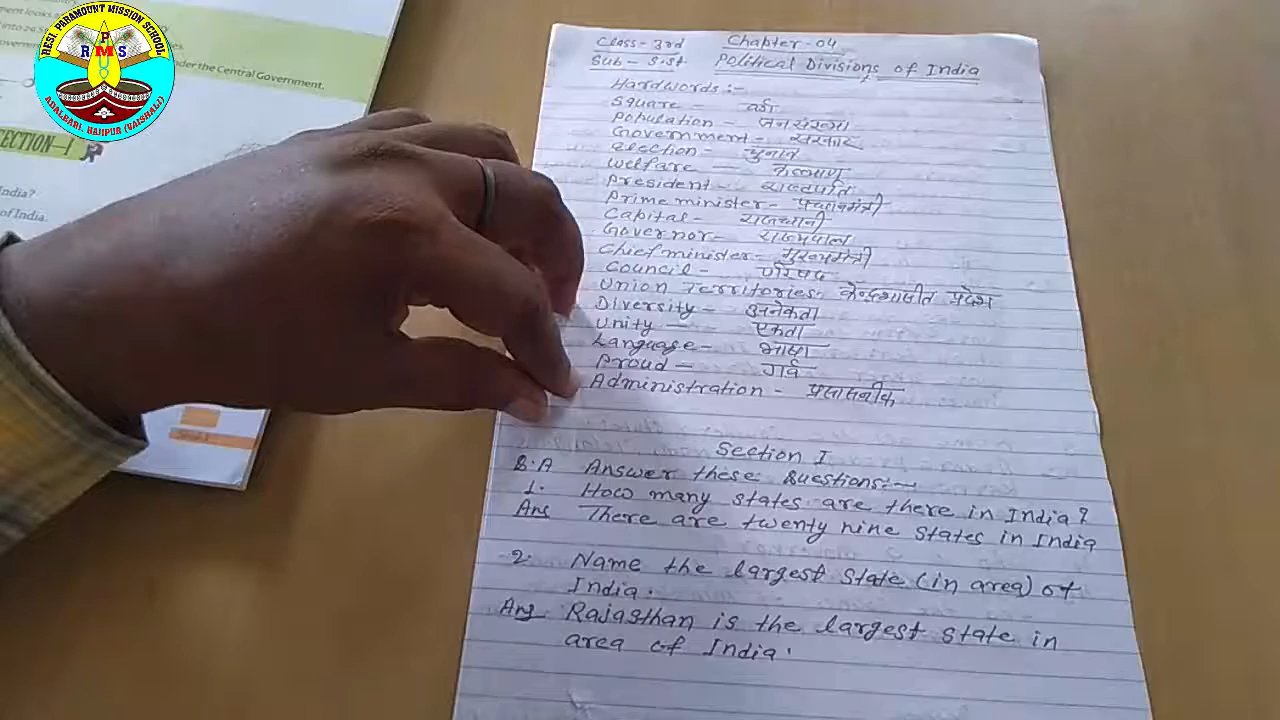 RESI PARAMOUNT MISSION SCHOOL
P
R M S
ADALBARI, HAJIPUR (VAISHALI)
under the Central Government.
SECTION-I
India?
of India.
Class - 3rd Chapter - 04
Sub - S.St Political Divisions of India
Hardwords :-
Square - वर्ग
Population - जनसंख्या
Government - सरकार
election - चुनाव
Welfare - कल्याण
President - राष्ट्रपति
Prime minister - प्रधानमंत्री
Capital - राजधानी
Governor - राज्यपाल
Chief minister - मुख्यमंत्री
Council - परिषद
Union Territories - केन्द्रशासीत प्रदेश
Diversity - अनेकता
Unity - एकता
Language - भाषा
Proud - गर्व
Administration - प्रसासनीक
Section I
Q.A Answer these Questions:-
1. How many states are there in India?
Ans There are twenty nine states in India
2. Name the largest state (in area) of
India.
Ans Rajasthan is the largest state in
area of India.